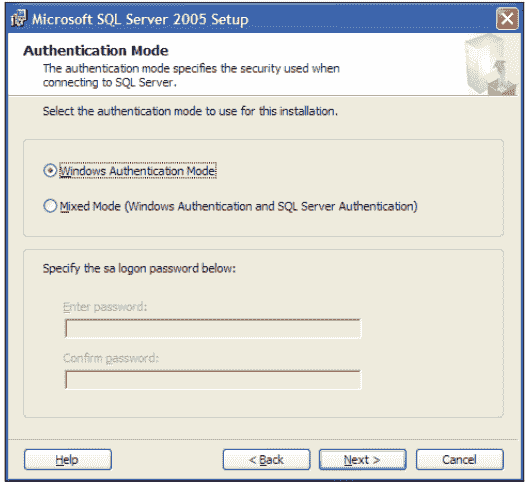 Microsoft SQL Server 2005 Setup
Authentication Mode
The authentication mode specifies the security used when
connecting to SQL Server.
Select the authentication mode to use for this installation.
Windows Authentication Mode
Mixed Mode (Windows Authentication and SQL Server Authentication)
Specify the sa logon password below:
Enter password:
Confirm password:
Help
< Back
Next >
Cancel